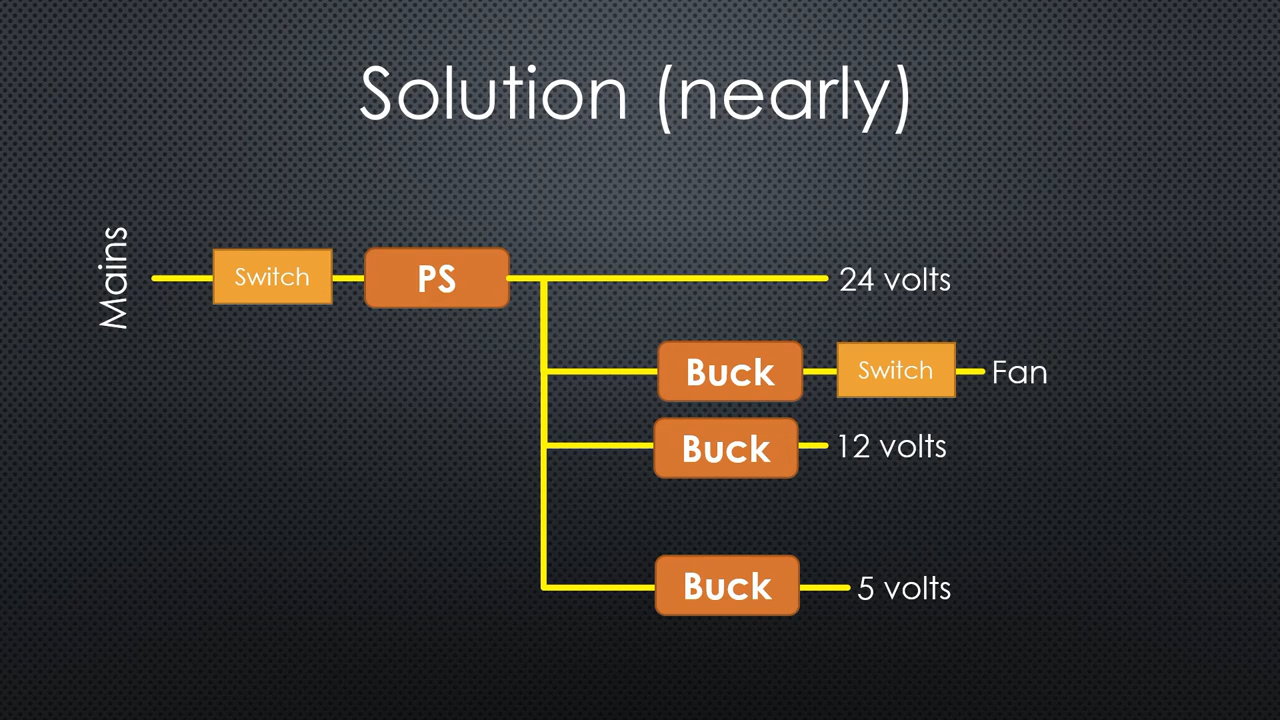 Solution (nearly)
Mains
Switch
PS
24 volts
Buck
Switch
Fan
Buck
12 volts
Buck
5 volts